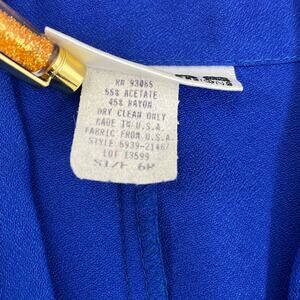 RN 93065
55% ACETATE
45% RAYON
DRY CLEAN ONLY
MADE IN U.S.A.
FABRIC FROM U.S.A.
STYLE 6939-21467
LOT 13599
SIZE 6P